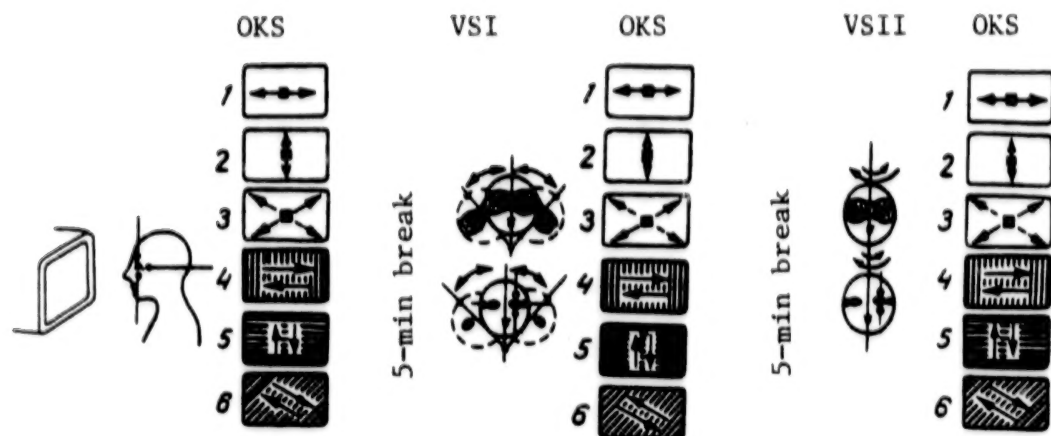 OKS VSI OKS VSII OKS
1 1 1
2 2 2
3 3 3
4 4 4
5 5 5
6 6 6
5-min break
5-min break